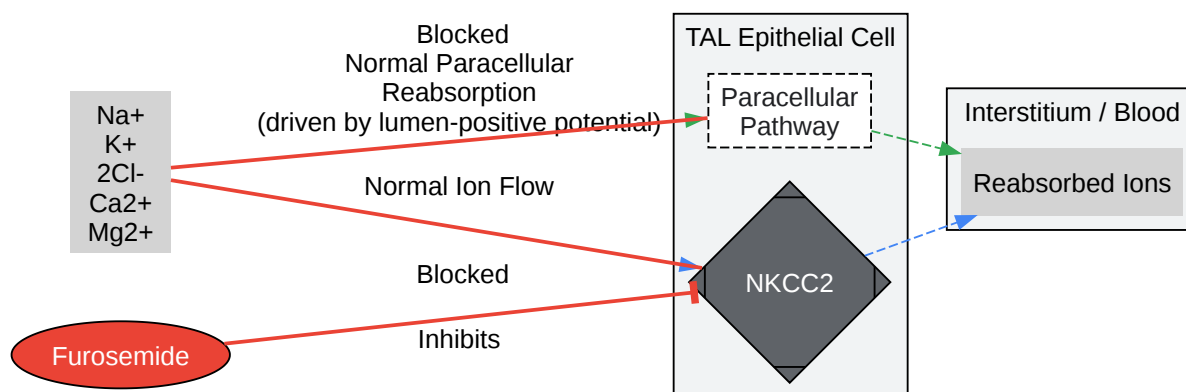 Na+
K+
2Cl-
Ca2+
Mg2+
Furosemide
Blocked
Normal Paracellular
Reabsorption
(driven by lumen-positive potential)
Normal Ion Flow
Blocked
Inhibits
TAL Epithelial Cell
Paracellular
Pathway
NKCC2
Interstitium / Blood
Reabsorbed Ions